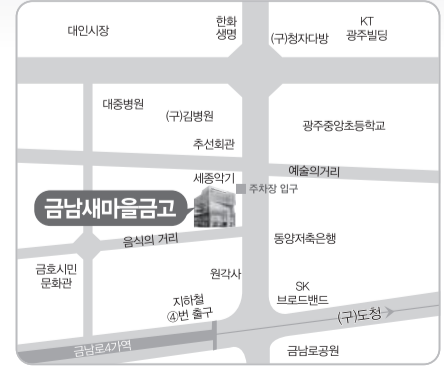 대인시장
한화
생명
(구)청자다방
KT
광주빌딩
대중병원
(구)김병원
추선회관
광주중앙초등학교
예술의거리
세종악기
주차장 입구
금남새마을금고
음식의 거리
동양저축은행
금호시민
문화관
원각사
지하철
④번 출구
SK
브로드밴드
(구)도청
금남로4가역
금남로공원